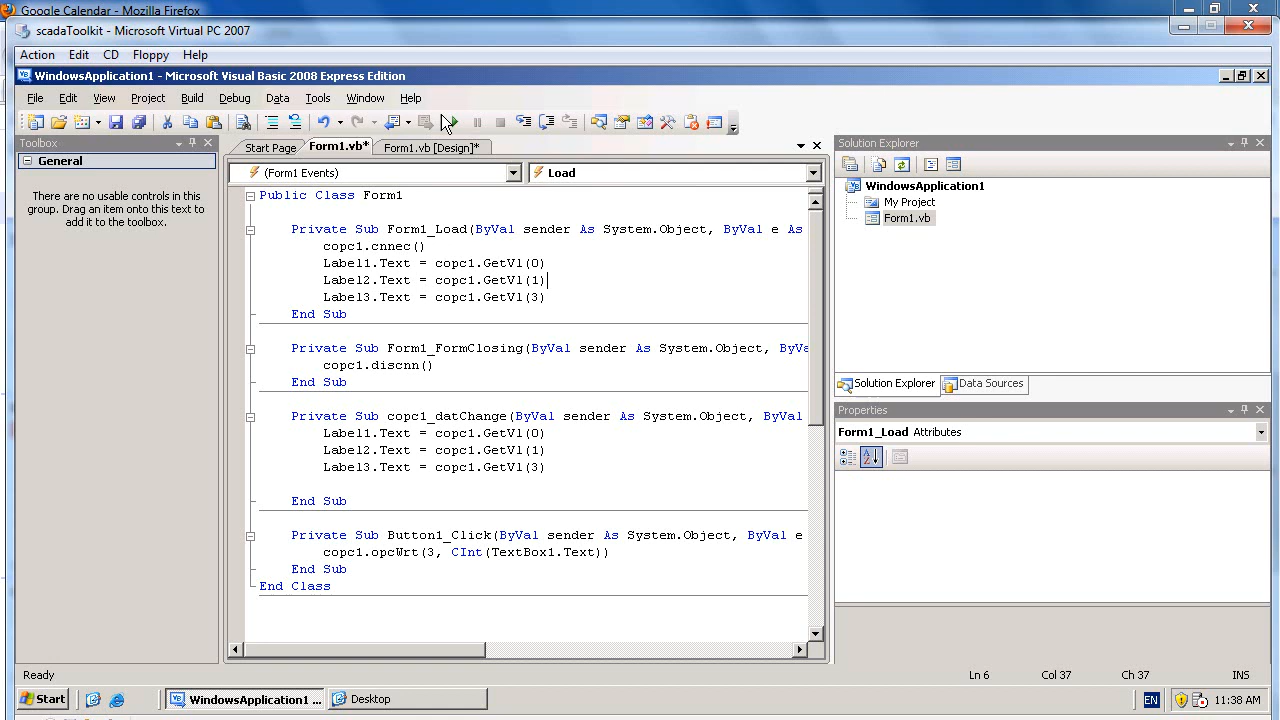 Google Calendar - Mozilla Firefox
scadaToolkit - Microsoft Virtual PC 2007
Action Edit CD Floppy Help
WindowsApplication1 - Microsoft Visual Basic 2008 Express Edition
File Edit View Project Build Debug Data Tools Window Help
Toolbox
General
There are no usable controls in this
group. Drag an item onto this text to
add it to the toolbox.
Start Page Form1.vb* Form1.vb [Design]*
(Form1 Events) Load
Public Class Form1
Private Sub Form1_Load(ByVal sender As System.Object, ByVal e As
copc1.cnnec()
Label1.Text = copc1.GetVl(0)
Label2.Text = copc1.GetVl(1)
Label3.Text = copc1.GetVl(3)
End Sub
Private Sub Form1_FormClosing(ByVal sender As System.Object, ByVa
copc1.discnn()
End Sub
Private Sub copc1_datChange(ByVal sender As System.Object, ByVal
Label1.Text = copc1.GetVl(0)
Label2.Text = copc1.GetVl(1)
Label3.Text = copc1.GetVl(3)
End Sub
Private Sub Button1_Click(ByVal sender As System.Object, ByVal e
copc1.opcWrt(3, CInt(TextBox1.Text))
End Sub
End Class
Solution Explorer
WindowsApplication1
My Project
Form1.vb
Solution Explorer Data Sources
Properties
Form1_Load Attributes
Ready Ln 6 Col 37 Ch 37 INS
Start WindowsApplication1 ... Desktop EN 11:38 AM